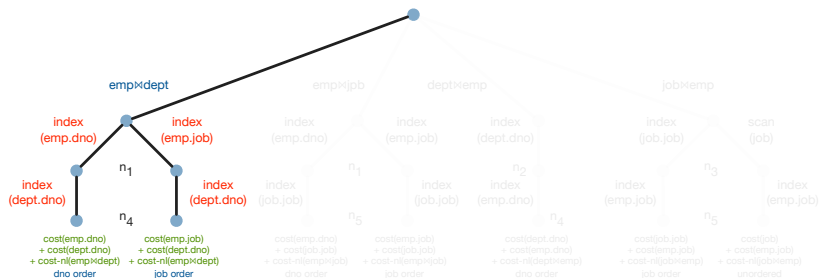 emp⋈dept
emp⋈jpb
dept⋈emp
job⋈emp
index
(emp.dno)
index
(emp.job)
index
(emp.dno)
index
(emp.job)
index
(dept.dno)
index
(job.job)
scan
(job)
n1
n1
n2
n3
index
(dept.dno)
index
(dept.dno)
index
(job.job)
index
(job.job)
index
(emp.dno)
index
(emp.job)
index
(emp.job)
n4
n5
n4
n5
cost(emp.dno)
+ cost(dept.dno)
+ cost-nl(emp⋈dept)
dno order
cost(emp.job)
+ cost(dept.dno)
+ cost-nl(emp⋈dept)
job order
cost(emp.dno)
+ cost(job.job)
+ cost-nl(emp⋈job)
dno order
cost(emp.job)
+ cost(job.job)
+ cost-nl(emp⋈job)
job order
cost(dept.dno)
+ cost(emp.dno)
+ cost-nl(dept⋈emp)
dno order
cost(job.job)
+ cost(emp.job)
+ cost-nl(job⋈emp)
job order
cost(job)
+ cost(emp.job)
+ cost-nl(job⋈emp)
unordered